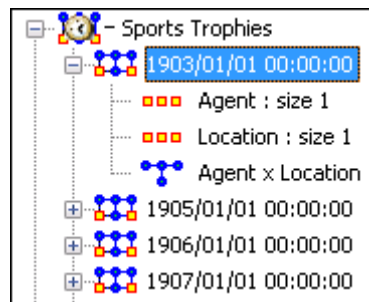 – Sports Trophies
1903/01/01 00:00:00
Agent : size 1
Location : size 1
Agent x Location
1905/01/01 00:00:00
1906/01/01 00:00:00
1907/01/01 00:00:00